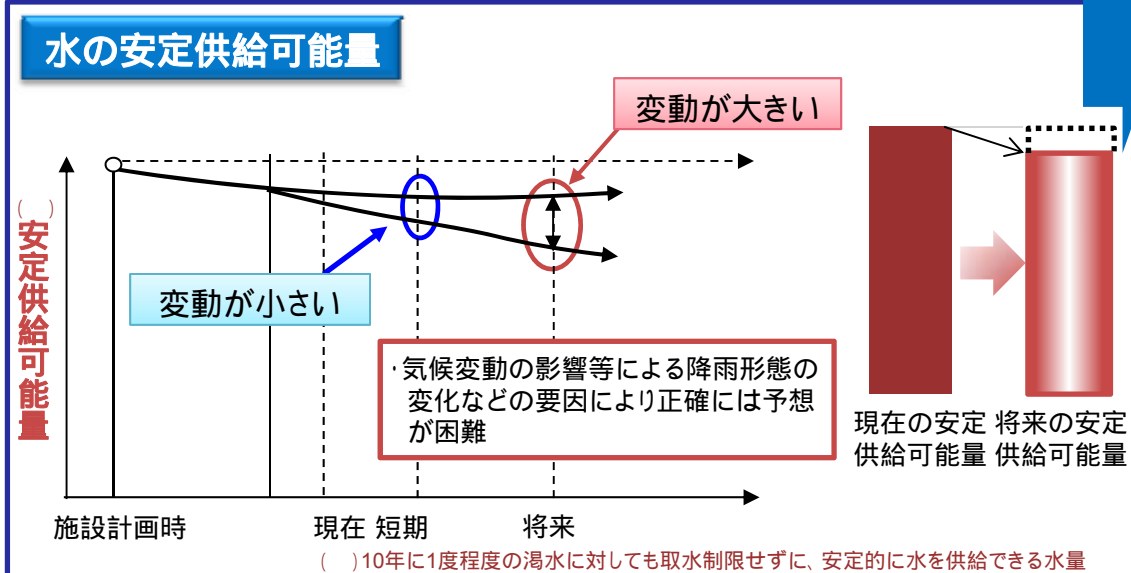 水の安定供給可能量
変動が大きい
( )
安定供給可能量
変動が小さい
・気候変動の影響等による降雨形態の
変化などの要因により正確には予想
が困難
現在の安定
供給可能量
将来の安定
供給可能量
施設計画時
現在
短期
将来
( )10年に1度程度の渇水に対しても取水制限せずに、安定的に水を供給できる水量